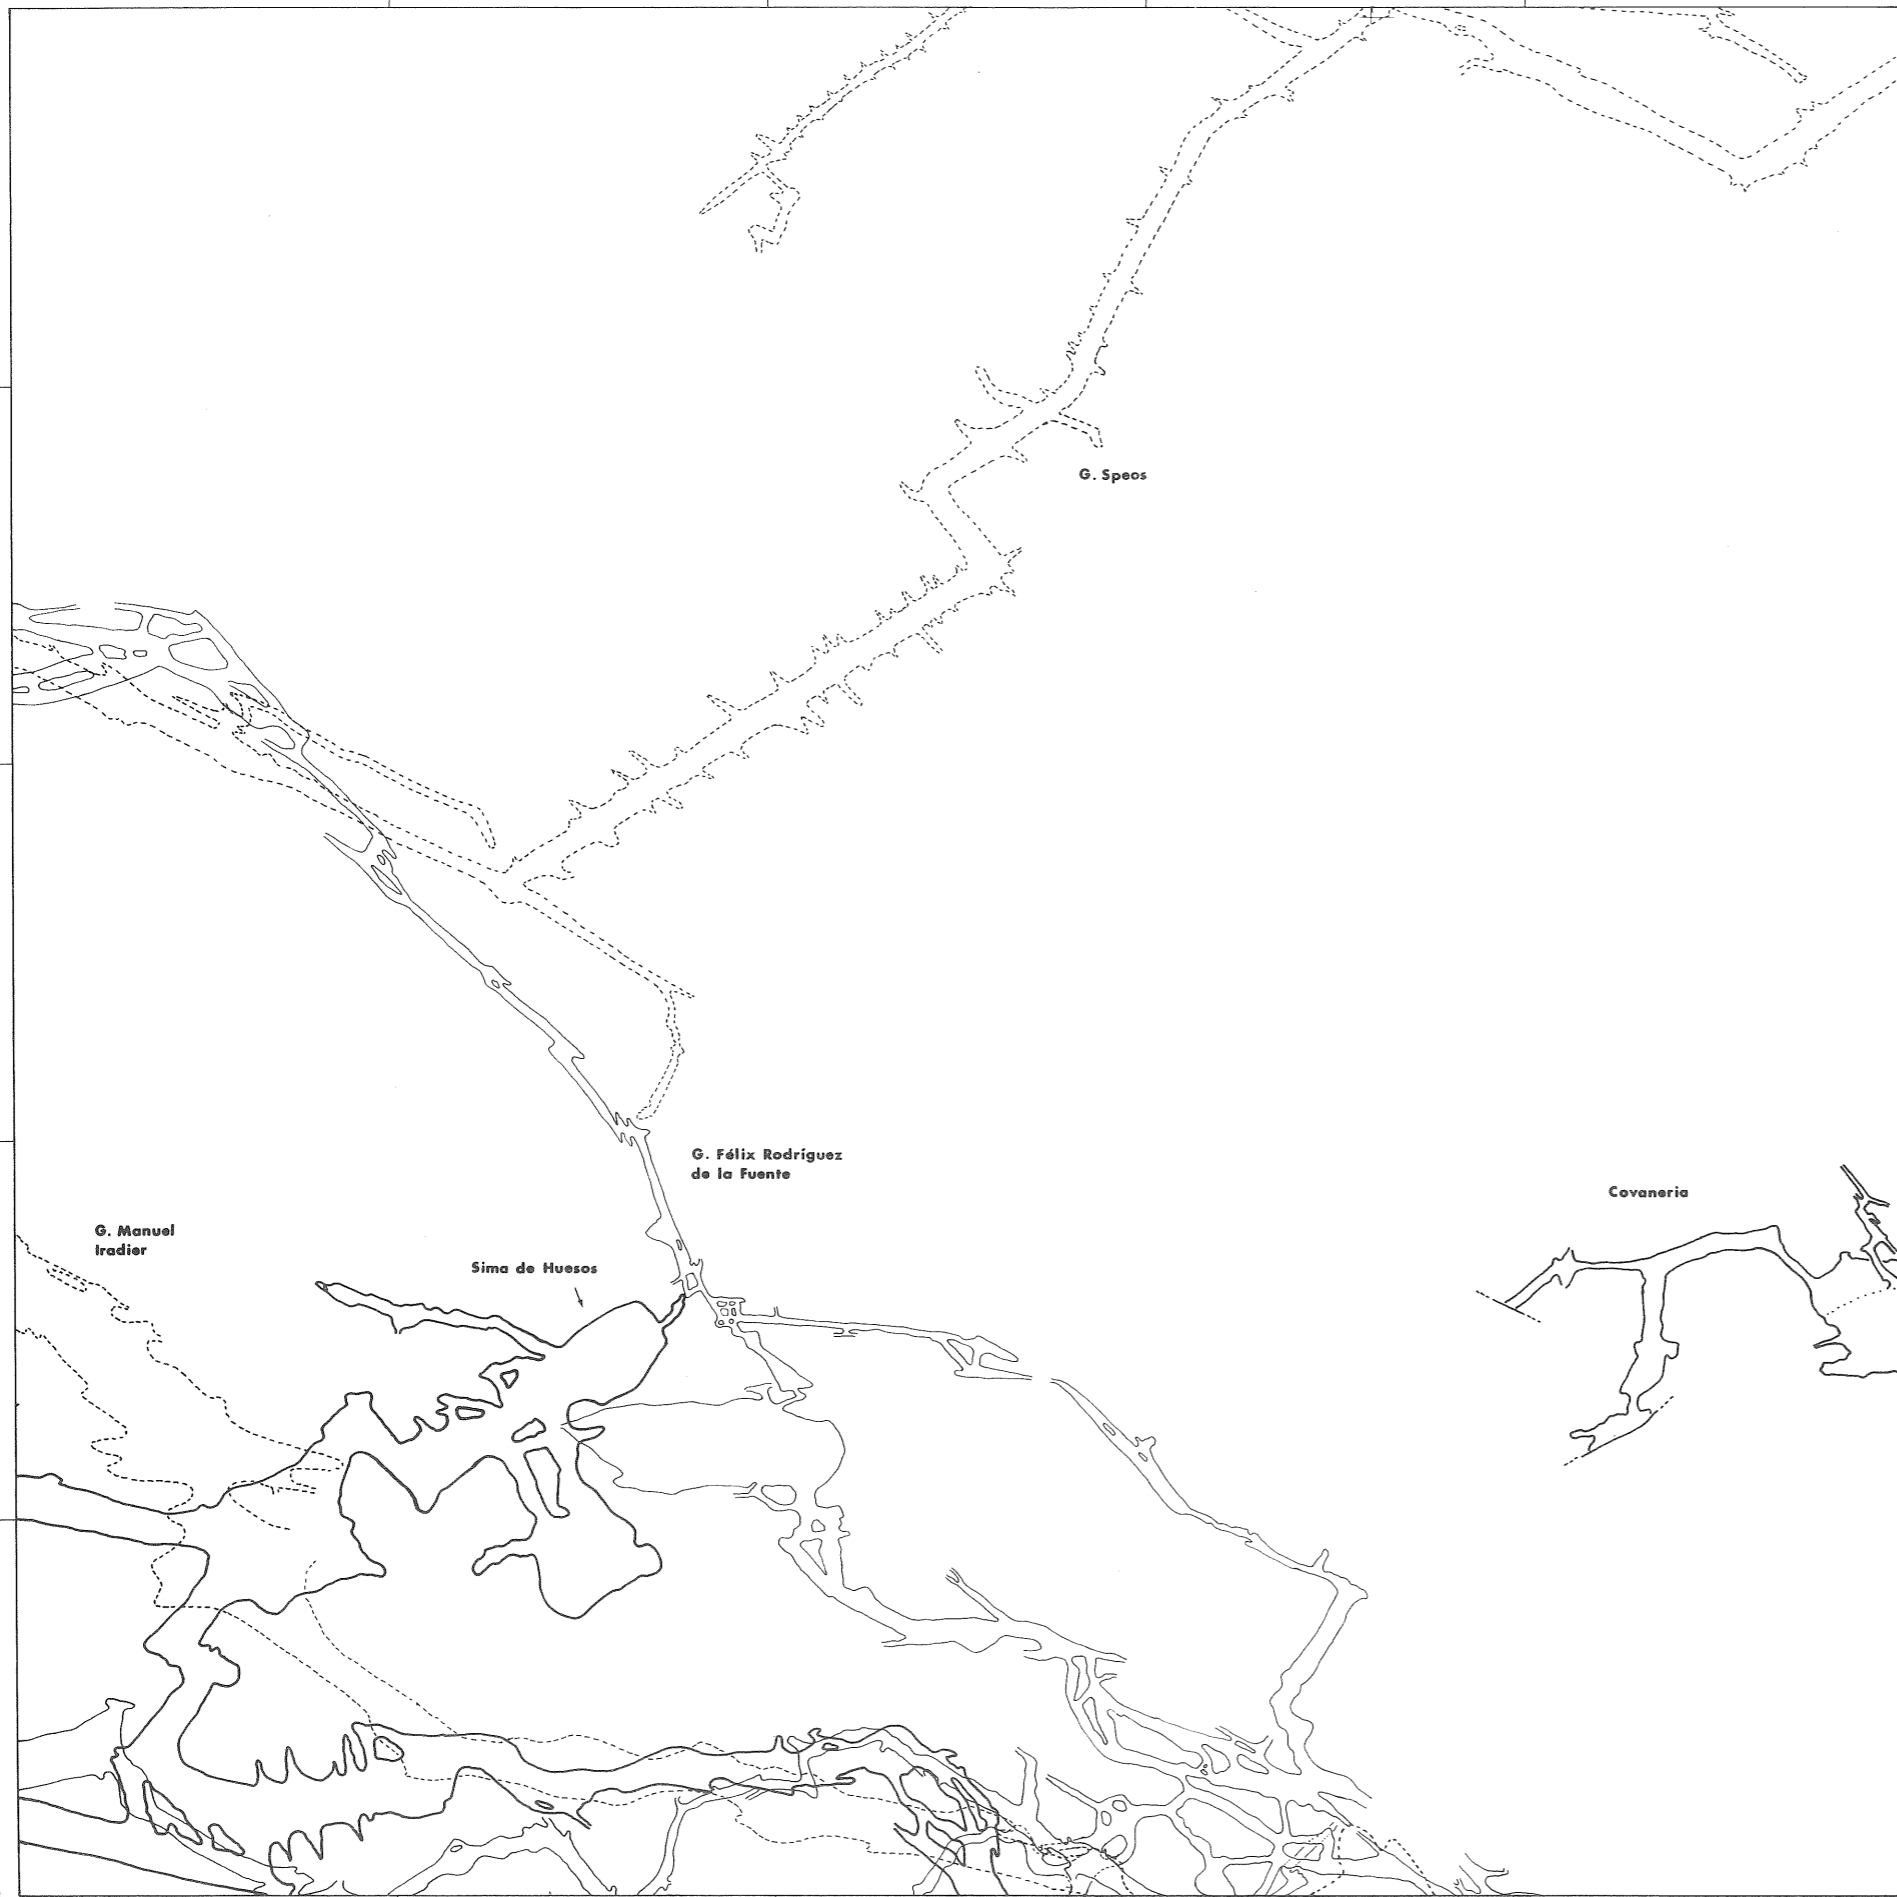 G. Speos
G. Félix Rodríguez
de la Fuente
Covaneria
G. Manuel
Iradier
Sima de Huesos